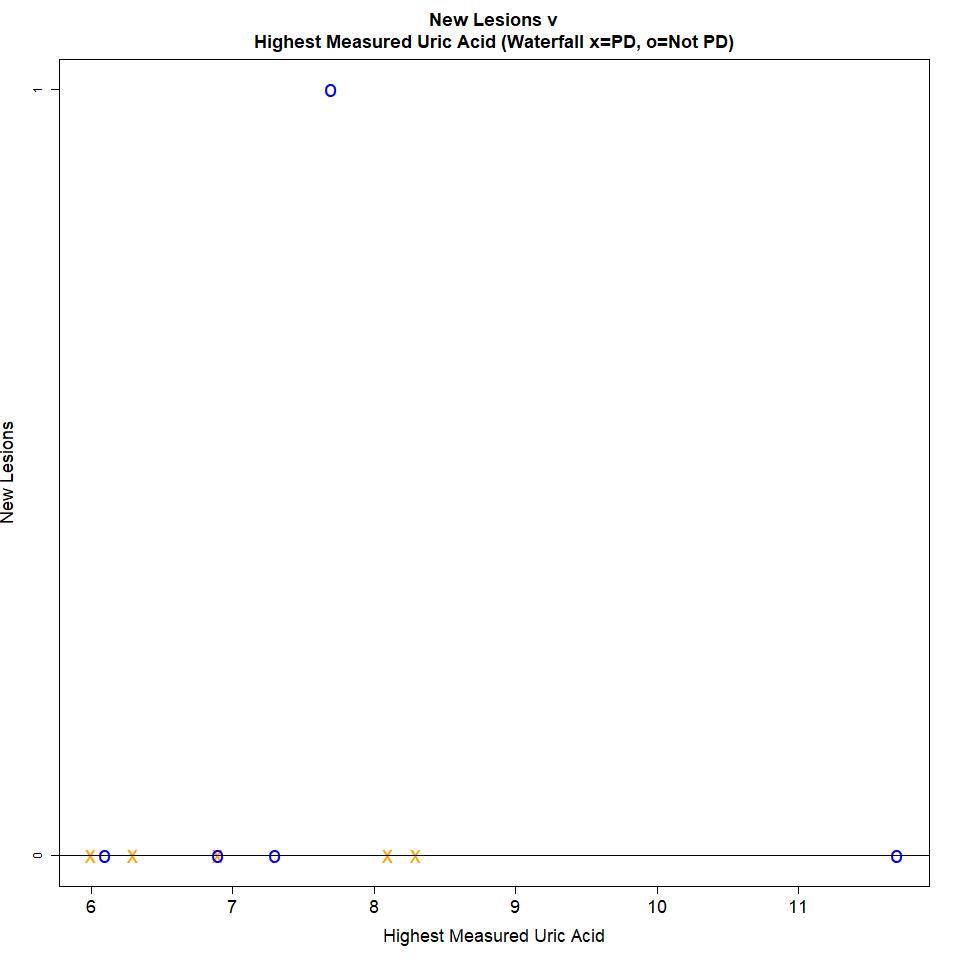 New Lesions v
Highest Measured Uric Acid (Waterfall x=PD, o=Not PD)
New Lesions
1
0
6 7 8 9 10 11
Highest Measured Uric Acid